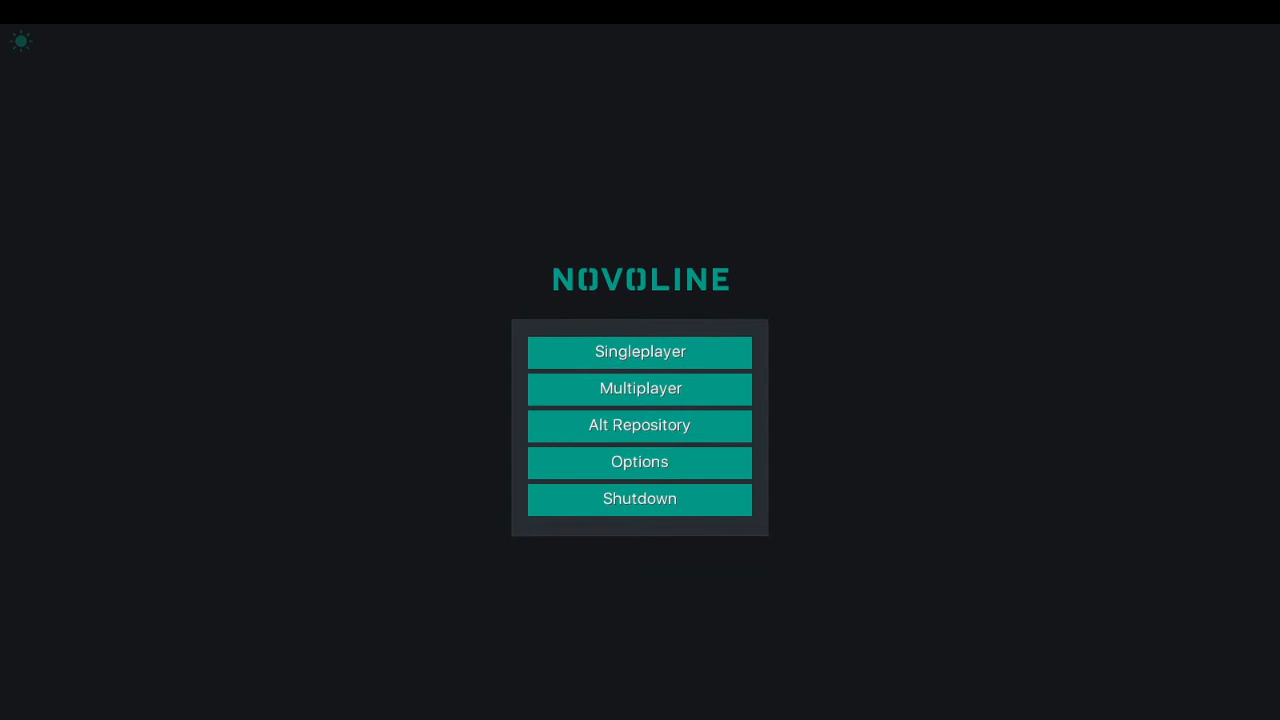 NOVOLINE
Singleplayer
Multiplayer
Alt Repository
Options
Shutdown